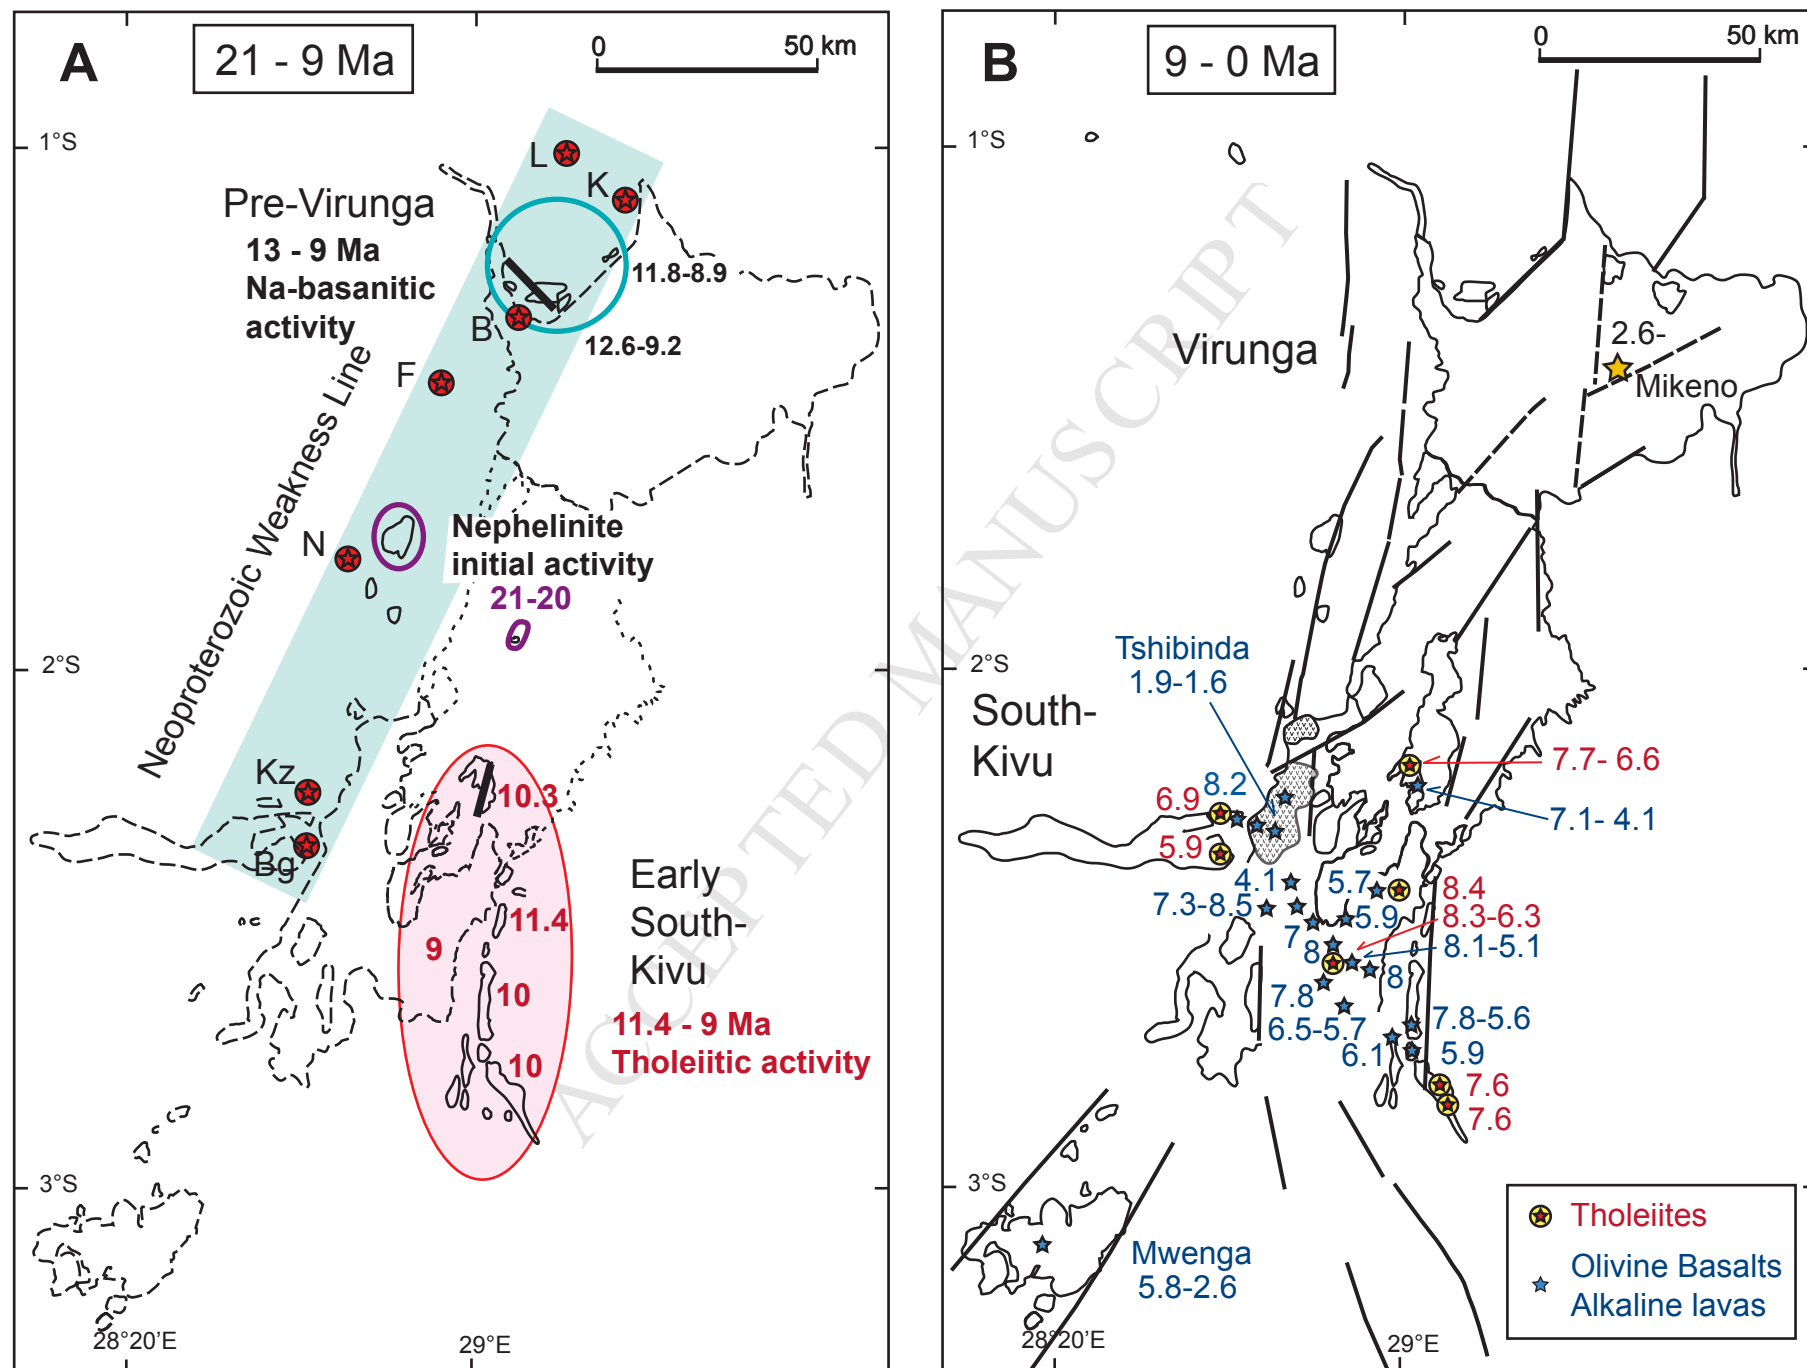 A
21 - 9 Ma
0
50 km
1°S
L
K
Pre-Virunga
13 - 9 Ma
Na-basanitic
activity
11.8-8.9
B
12.6-9.2
F
Neoproterozoic Weakness Line
N
Nephelinite
initial activity
21-20
2°S
Kz
Bg
10.3
11.4
9
10
10
Early
South-
Kivu
11.4 - 9 Ma
Tholeiitic activity
3°S
28°20'E
29°E
B
9 - 0 Ma
0
50 km
1°S
Virunga
2.6-
Mikeno
Tshibinda
1.9-1.6
2°S
South-
Kivu
7.7- 6.6
7.1- 4.1
6.9
8.2
5.9
4.1
5.7
8.4
7.3-8.5
5.9
8.3-6.3
7
8
8.1-5.1
8
7.8
6.5-5.7
7.8-5.6
6.1
5.9
7.6
7.6
3°S
Mwenga
5.8-2.6
Tholeiites
Olivine Basalts
Alkaline lavas
28°20'E
29°E
ACCEPTED MANUSCRIPT